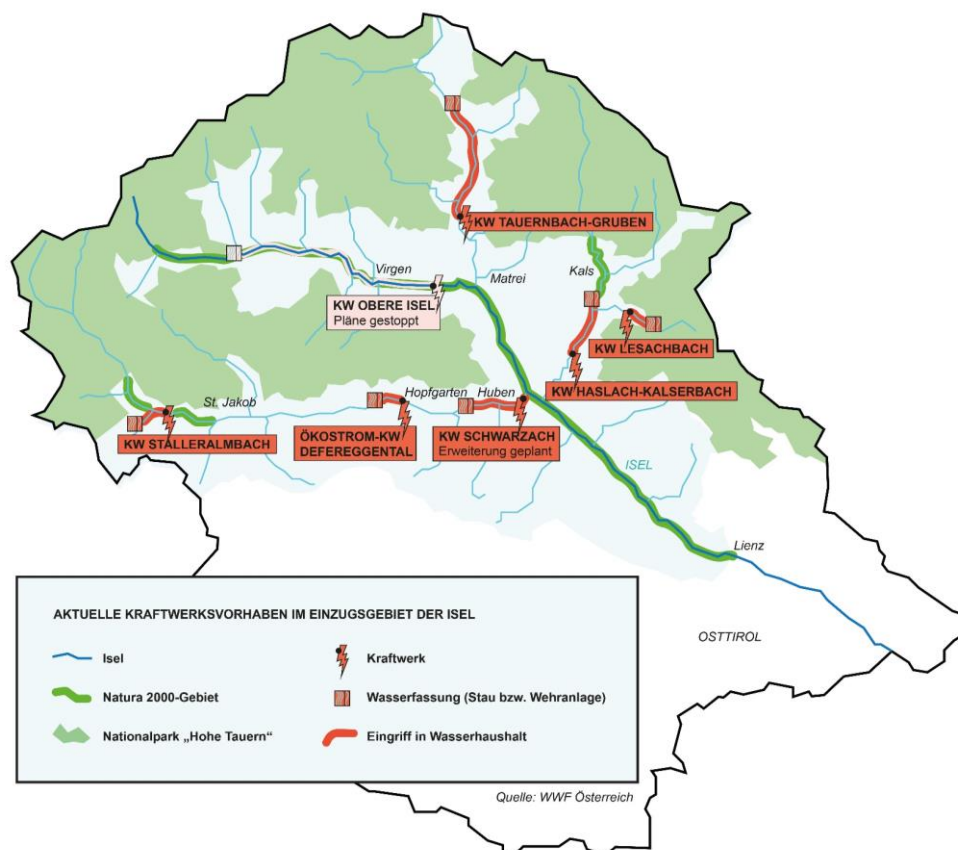 KW TAUERNBACH-GRUBEN
Virgen
Matrei
Kals
KW OBERE ISEL
Pläne gestoppt
KW LESACHBACH
KW HASLACH-KALSERBACH
St. Jakob
Hopfgarten
Huben
KW STALLERALMBACH
ÖKOSTROM-KW
DEFEREGGENTAL
KW SCHWARZACH
Erweiterung geplant
ISEL
Lienz
OSTTIROL
AKTUELLE KRAFTWERKSVORHABEN IM EINZUGSGEBIET DER ISEL
Isel
Kraftwerk
Natura 2000-Gebiet
Wasserfassung (Stau bzw. Wehranlage)
Nationalpark „Hohe Tauern“
Eingriff in Wasserhaushalt
Quelle: WWF Österreich